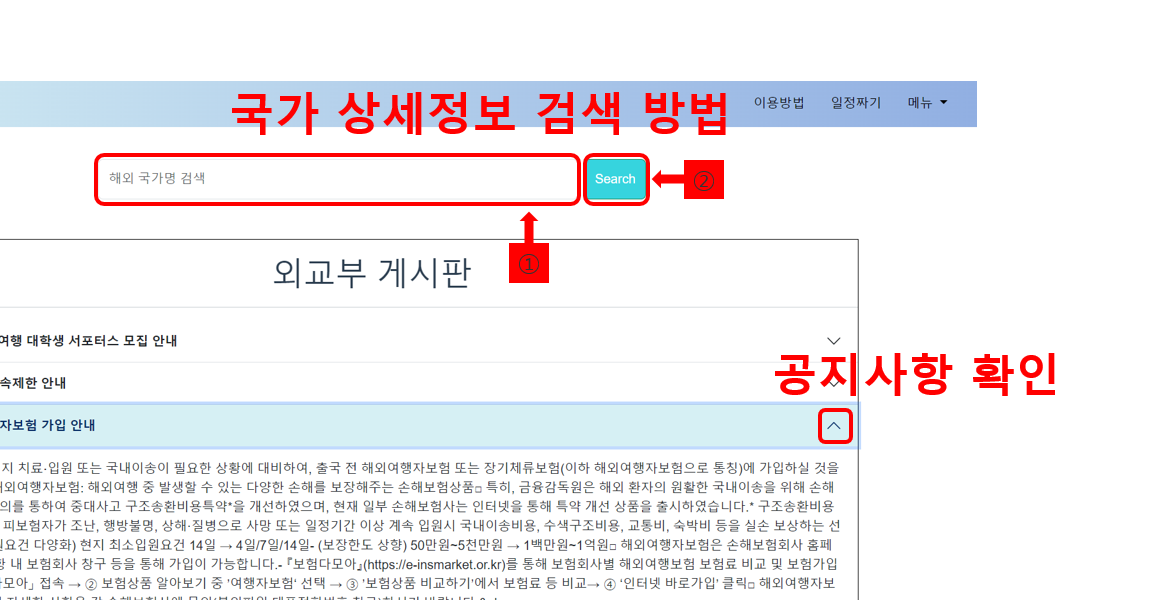 국가 상세정보 검색 방법
이용방법 일정짜기 메뉴
해외 국가명 검색 Search ②
①
외교부 게시판
여행 대학생 서포터스 모집 안내
공지사항 확인
속제한 안내
자보험 가입 안내
지 치료·입원 또는 국내이송이 필요한 상황에 대비하여, 출국 전 해외여행자보험 또는 장기체류보험(이하 해외여행자보험으로 통칭)에 가입하실 것을
해외여행자보험: 해외여행 중 발생할 수 있는 다양한 손해를 보장해주는 손해보험상품□ 특히, 금융감독원은 해외 환자의 원활한 국내이송을 위해 손해
의를 통하여 중대사고 구조송환비용특약*을 개선하였으며, 현재 일부 손해보험사는 인터넷을 통해 특약 개선 상품을 출시하였습니다.* 구조송환비용
피보험자가 조난, 행방불명, 상해·질병으로 사망 또는 일정기간 이상 계속 입원시 국내이송비용, 수색구조비용, 교통비, 숙박비 등을 실손 보상하는 선
원요건 다양화) 현지 최소입원요건 14일 → 4일/7일/14일- (보장한도 상향) 50만원~5천만원 → 1백만원~1억원□ 해외여행자보험은 손해보험회사 홈페
항 내 보험회사 창구 등을 통해 가입이 가능합니다.-『보험다모아』(https://e-insmarket.or.kr)를 통해 보험회사별 해외여행보험 보험료 비교 및 보험가입
다모아」 접속 → ② 보험상품 알아보기 중 '여행자보험' 선택 → ③ '보험상품 비교하기'에서 보험료 등 비교→ ④ '인터넷 바로가입' 클릭□ 해외여행자보